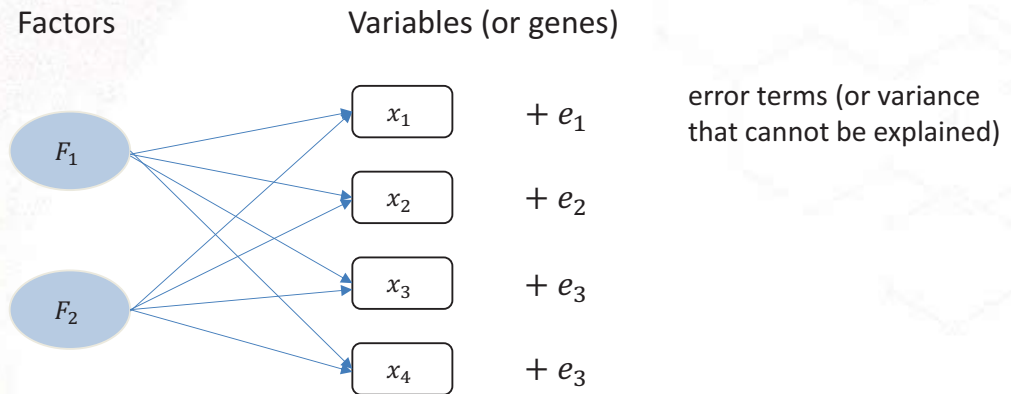 Factors
Variables (or genes)
F₁
F₂
x₁
x₂
x₃
x₄
+ e₁
+ e₂
+ e₃
+ e₃
error terms (or variance
that cannot be explained)